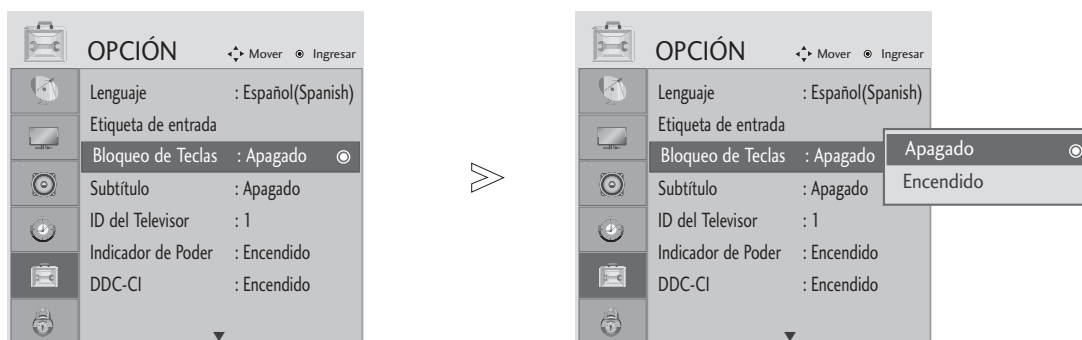 OPCIÓN Mover Ingresar
Lenguaje : Español(Spanish)
Etiqueta de entrada
Bloqueo de Teclas : Apagado
Subtítulo : Apagado
ID del Televisor : 1
Indicador de Poder : Encendido
DDC-CI : Encendido
OPCIÓN Mover Ingresar
Lenguaje : Español(Spanish)
Etiqueta de entrada
Bloqueo de Teclas : Apagado
Subtítulo : Apagado
ID del Televisor : 1
Indicador de Poder : Encendido
DDC-CI : Encendido
Apagado
Encendido